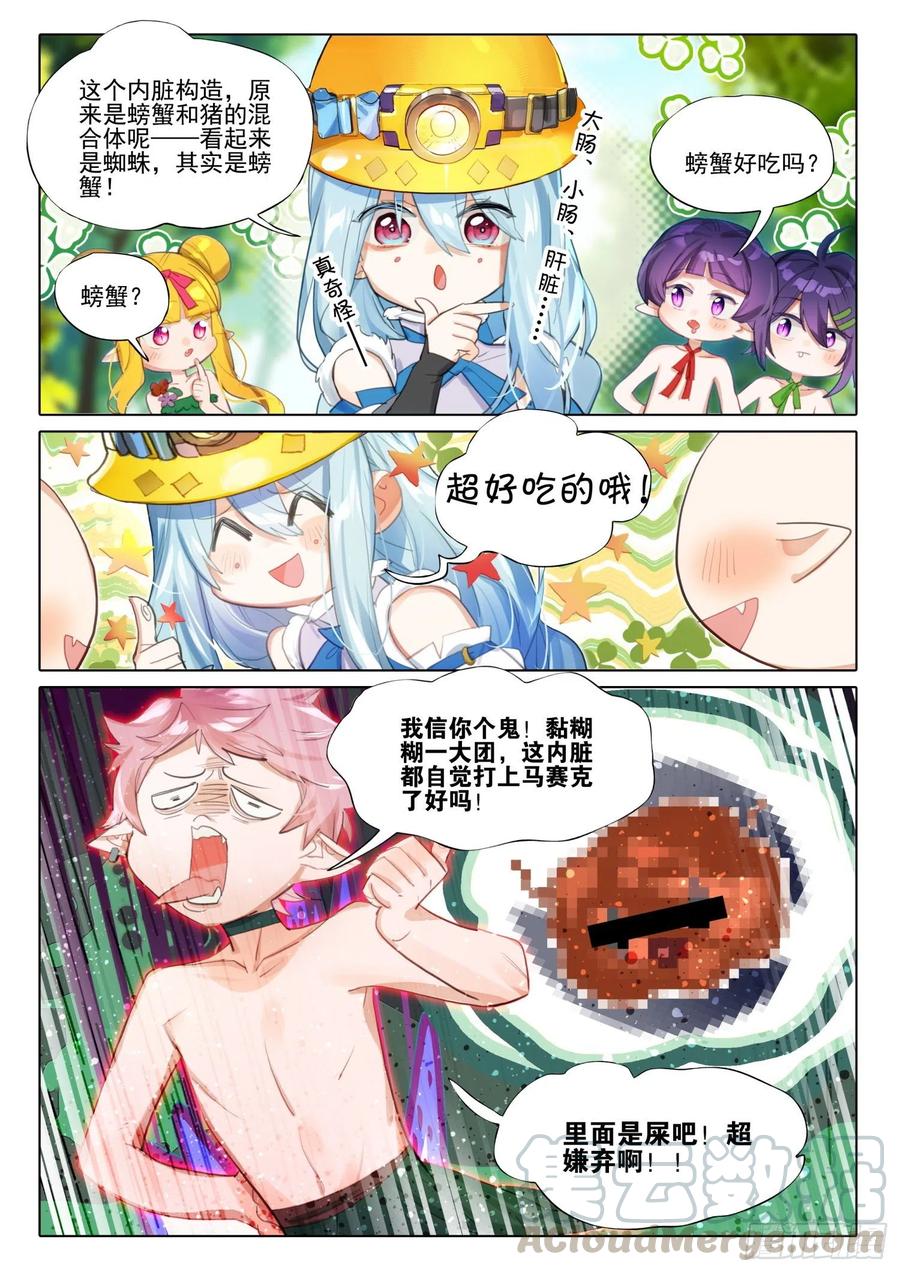 这个内脏构造，原
来是螃蟹和猪的混
合体呢——看起来
是蜘蛛，其实是螃
蟹！
大肠、小肠、肝脏……
螃蟹好吃吗？
螃蟹？
真奇怪——
超好吃的哦！
我信你个鬼！黏糊
糊一大团，这内脏
都自觉打上马赛克
了好吗！
里面是屎吧！超
嫌弃啊！！
集云数据
acloudmerge.com